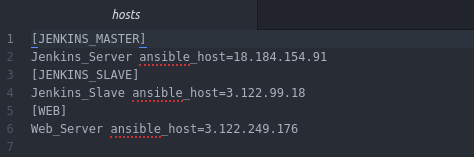 hosts
1 [JENKINS_MASTER]
2 Jenkins_Server ansible_host=18.184.154.91
3 [JENKINS_SLAVE]
4 Jenkins_Slave ansible_host=3.122.99.18
5 [WEB]
6 Web_Server ansible_host=3.122.249.176
7